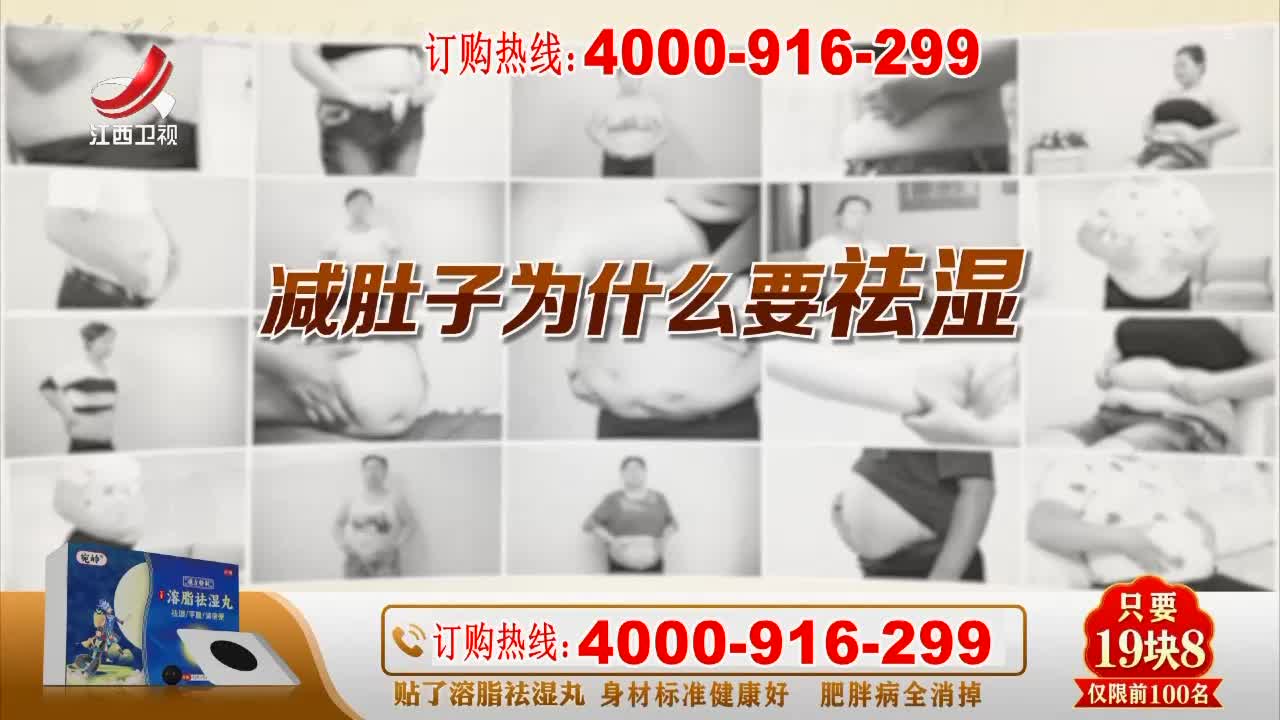 订购热线:4000-916-299
江西卫视
减肚子为什么要祛湿
宛婷
溶脂祛湿丸
订购热线:4000-916-299
贴了溶脂祛湿丸 身材标准健康好 肥胖病全消掉
只要
19块8
仅限前100名